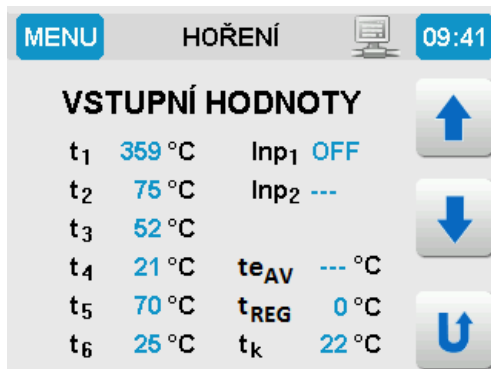 MENU HOŘENÍ 09:41
VSTUPNÍ HODNOTY
t1 359 °C Inp1 OFF
t2 75 °C Inp2 ---
t3 52 °C
t4 21 °C teAV --- °C
t5 70 °C tREG 0 °C
t6 25 °C tk 22 °C